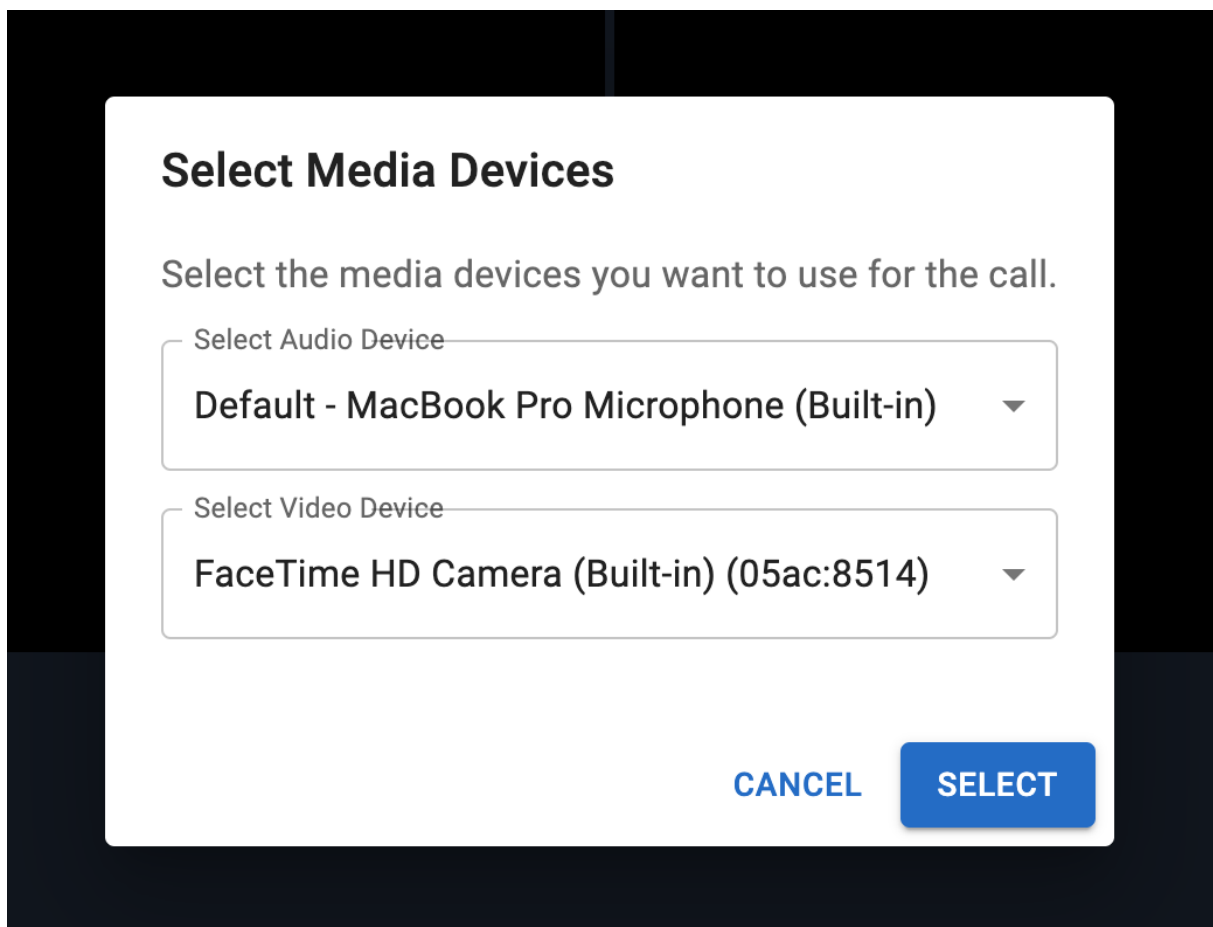 Select Media Devices
Select the media devices you want to use for the call.
Select Audio Device
Default - MacBook Pro Microphone (Built-in)
Select Video Device
FaceTime HD Camera (Built-in) (05ac:8514)
CANCEL SELECT